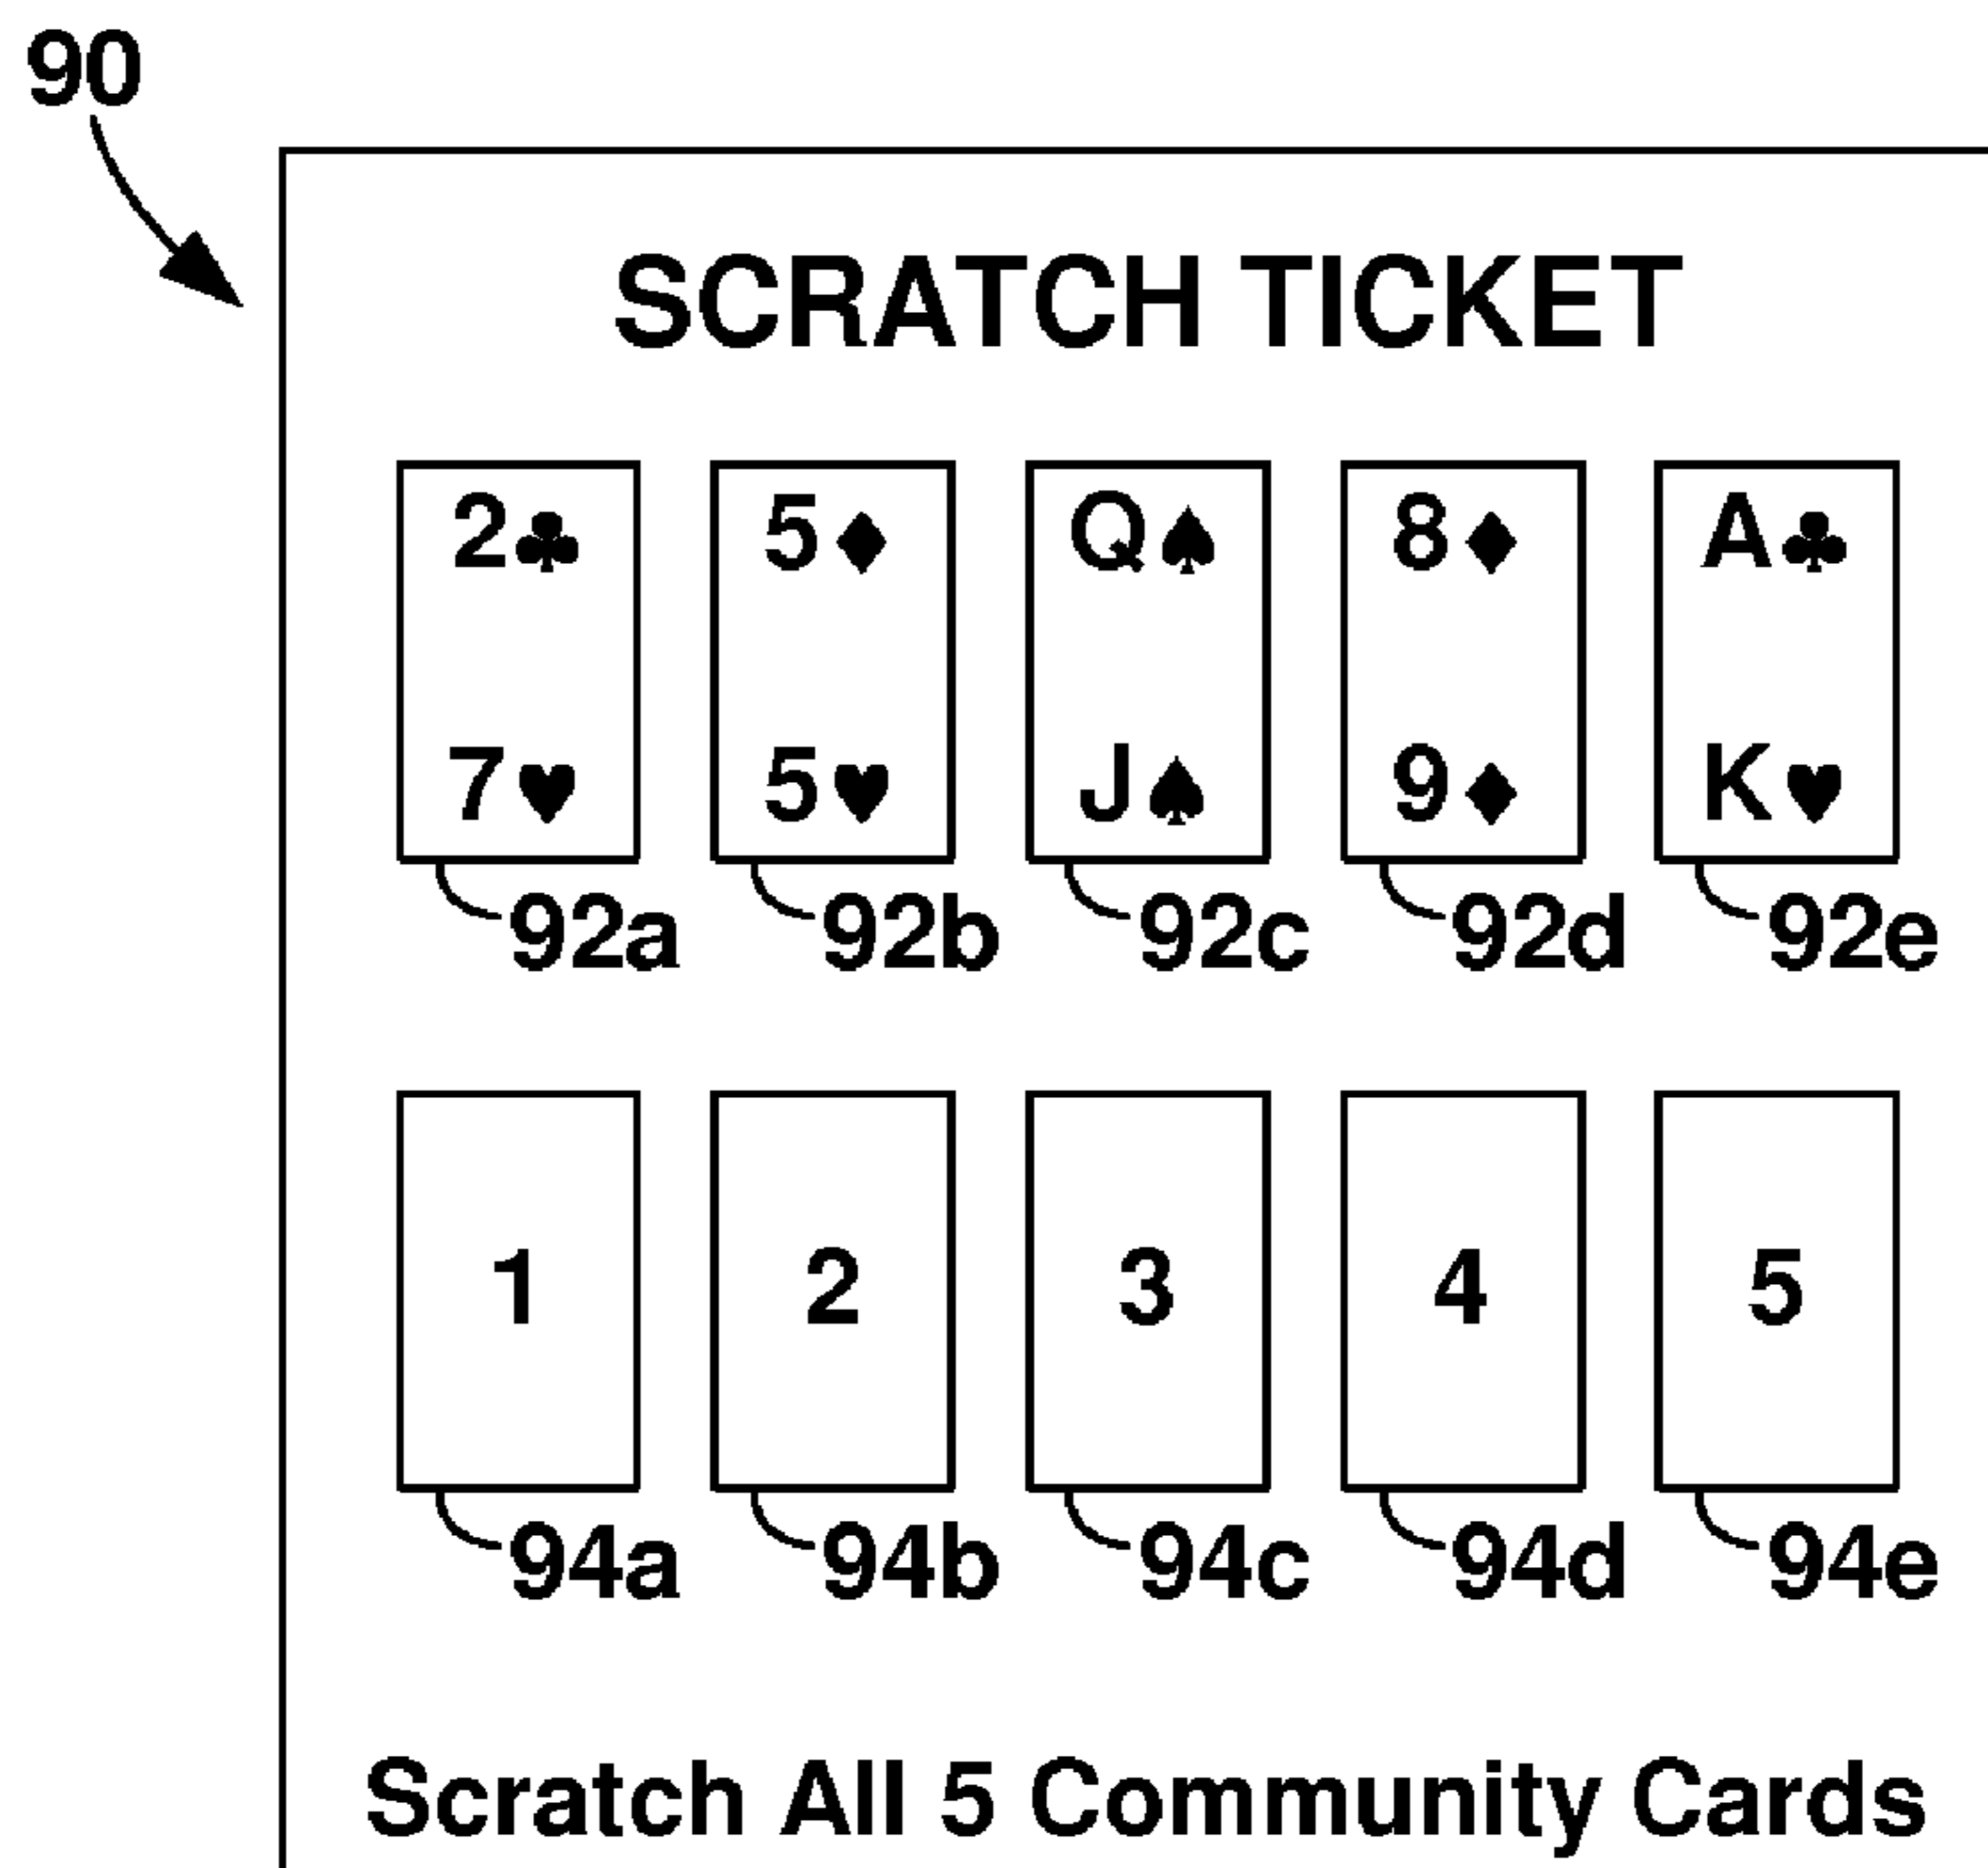 90
SCRATCH TICKET
2♣ 5♦ Q♠ 8♦ A♣
7♥ 5♥ J♠ 9♦ K♥
92a 92b 92c 92d 92e
1 2 3 4 5
94a 94b 94c 94d 94e
Scratch All 5 Community Cards